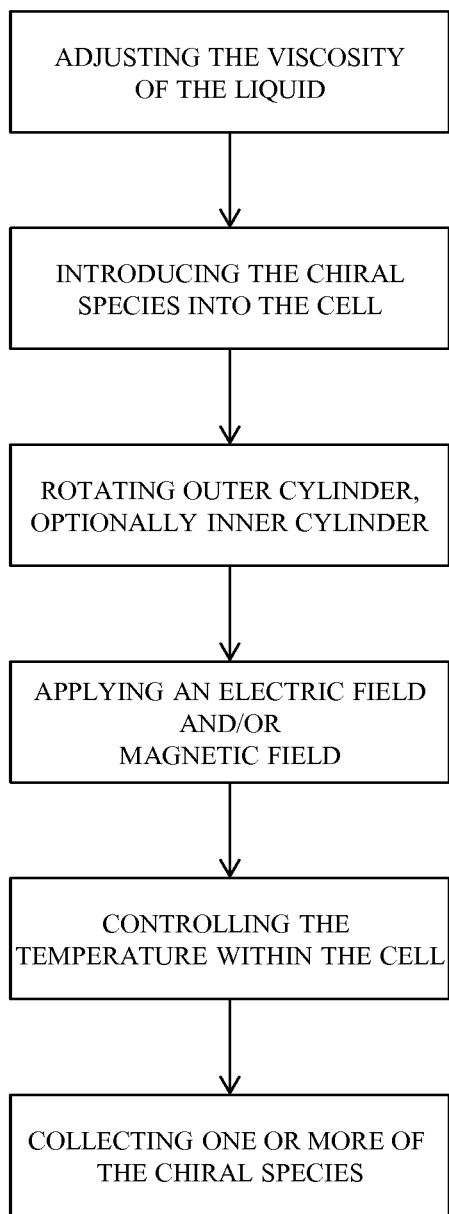 ADJUSTING THE VISCOSITY
OF THE LIQUID
INTRODUCING THE CHIRAL
SPECIES INTO THE CELL
ROTATING OUTER CYLINDER,
OPTIONALLY INNER CYLINDER
APPLYING AN ELECTRIC FIELD
AND/OR
MAGNETIC FIELD
CONTROLLING THE
TEMPERATURE WITHIN THE CELL
COLLECTING ONE OR MORE OF
THE CHIRAL SPECIES